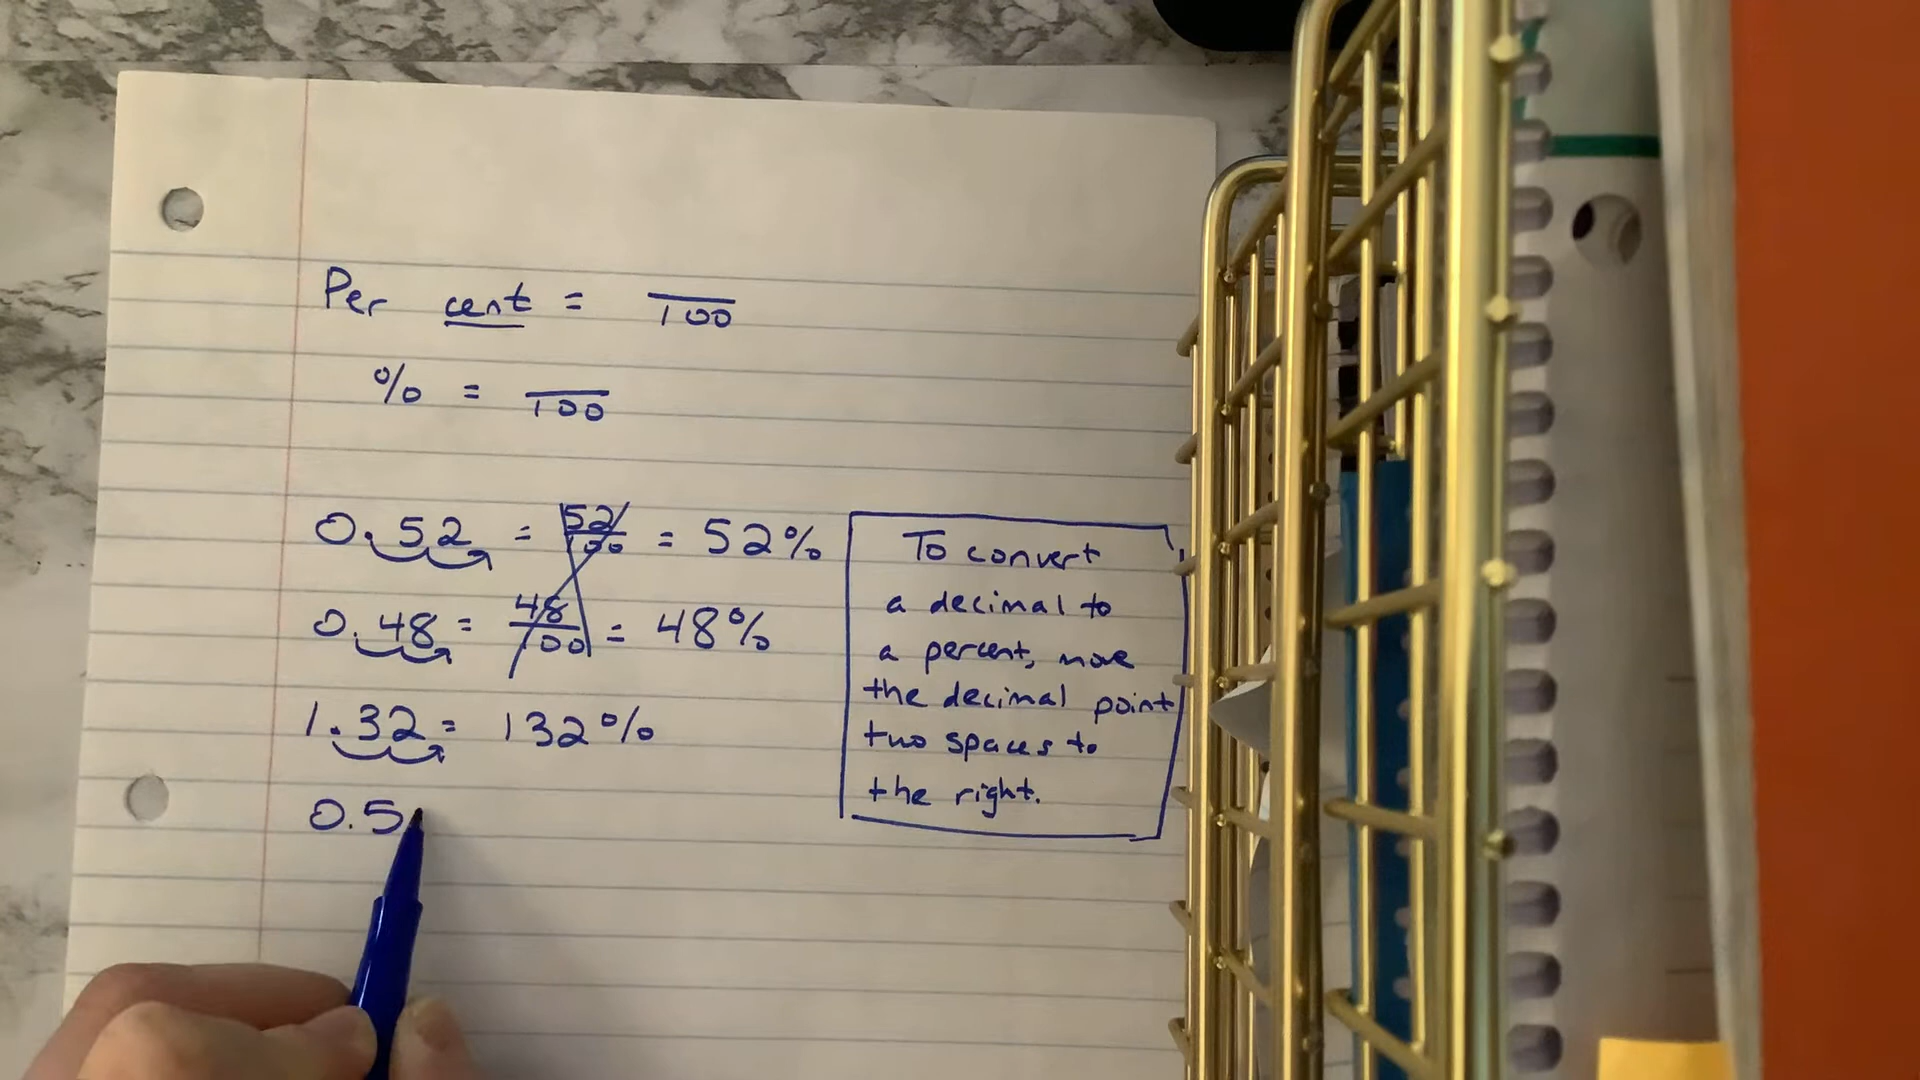 Per cent = /100
% = /100
0.52 = 52/100 = 52%
0.48 = 48/100 = 48%
1.32 = 132%
0.5
To convert
a decimal to
a percent, move
the decimal point
two spaces to
the right.